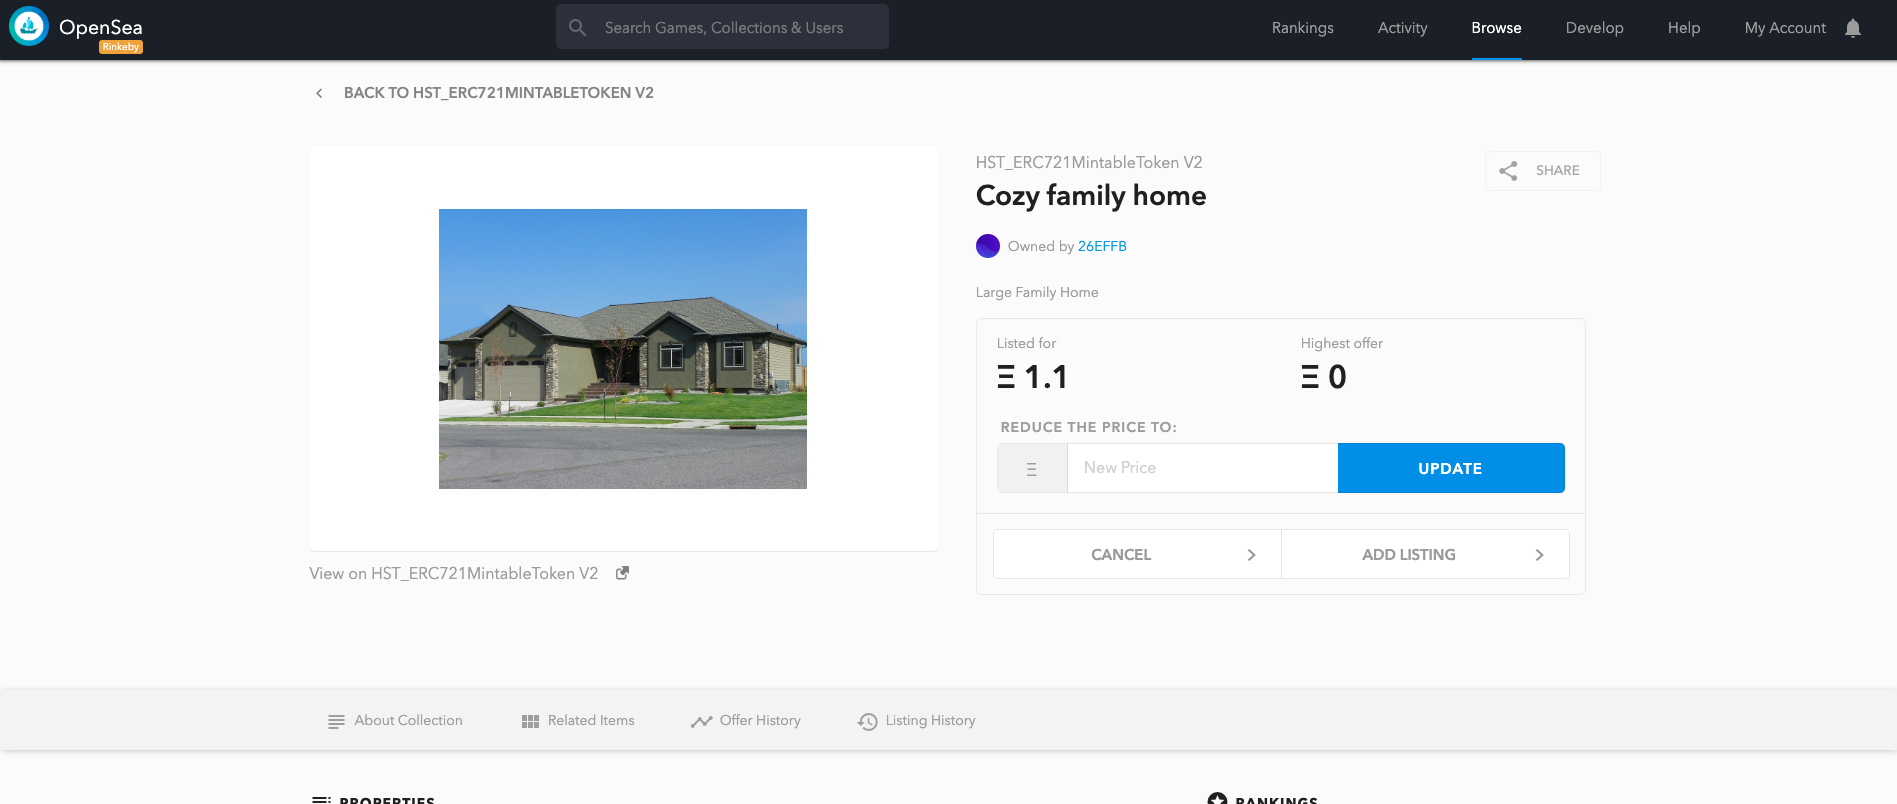 OpenSea
Rinkeby
Search Games, Collections & Users
Rankings
Activity
Browse
Develop
Help
My Account
BACK TO HST_ERC721MINTABLETOKEN V2
HST_ERC721MintableToken V2
SHARE
Cozy family home
Owned by 26EFFB
Large Family Home
Listed for
Ξ 1.1
Highest offer
Ξ 0
REDUCE THE PRICE TO:
Ξ
New Price
UPDATE
CANCEL
ADD LISTING
View on HST_ERC721MintableToken V2
About Collection
Related Items
Offer History
Listing History
PROPERTIES
RANKINGS